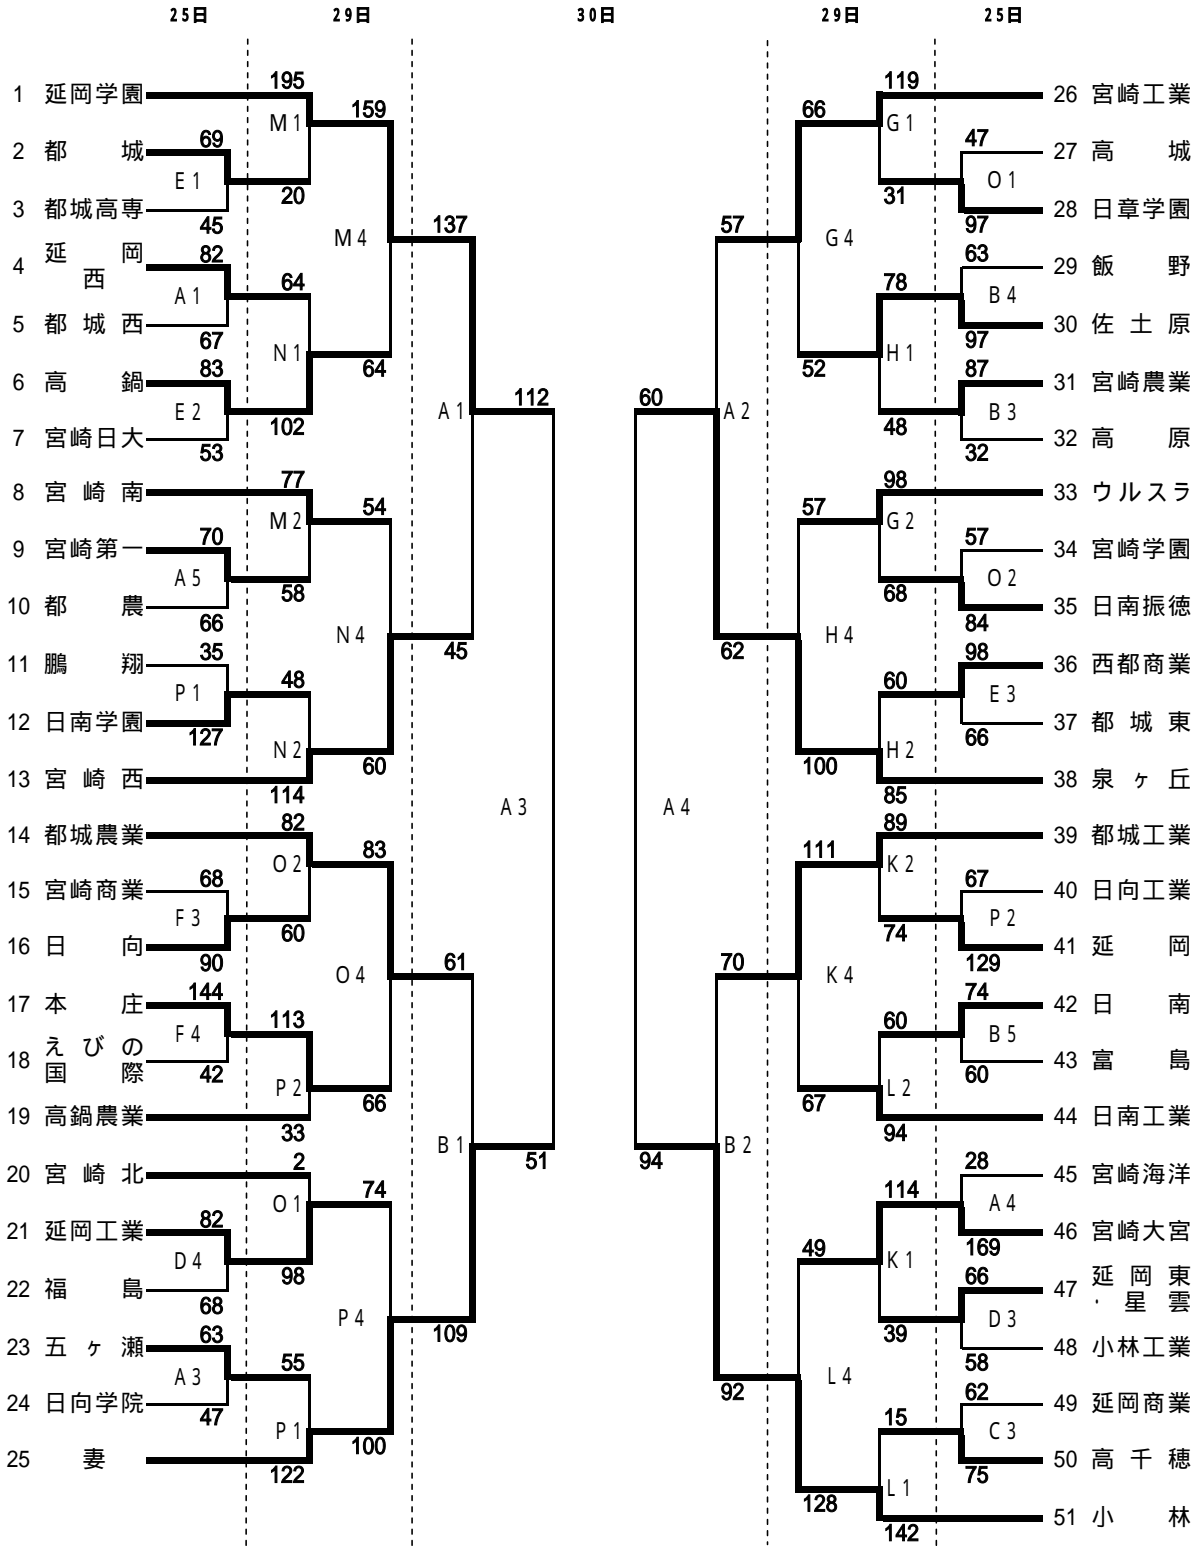 25日 29日 30日 29日 25日
1 延岡学園
2 都城
3 都城高専
4 延岡西
5 都城西
6 高鍋
7 宮崎日大
8 宮崎南
9 宮崎第一
10 都農
11 鵬翔
12 日南学園
13 宮崎西
14 都城農業
15 宮崎商業
16 日向
17 本庄
18 えびの国際
19 高鍋農業
20 宮崎北
21 延岡工業
22 福島
23 五ヶ瀬
24 日向学院
25 妻
69
E1
45
82
A1
67
83
E2
53
70
A5
66
35
P1
127
68
F3
90
144
F4
42
82
D4
68
63
A3
47
195
M1
20
64
N1
102
77
M2
58
48
N2
114
82
O2
60
113
P2
33
2
O1
98
55
P1
122
159
M4
64
54
N4
60
83
O4
66
74
P4
100
137
A1
45
61
B1
109
112
A3
51
60
A4
94
57
A2
62
70
B2
92
66
G4
52
57
H4
100
111
K4
67
49
L4
128
119
G1
31
78
H1
48
98
G2
68
60
H2
85
89
K2
74
60
L2
94
114
K1
39
15
L1
142
47
O1
97
63
B4
97
87
B3
32
57
O2
84
98
E3
66
67
P2
129
74
B5
60
28
A4
169
66
D3
58
62
C3
75
26 宮崎工業
27 高城
28 日章学園
29 飯野
30 佐土原
31 宮崎農業
32 高原
33 ウルスラ
34 宮崎学園
35 日南振徳
36 西都商業
37 都城東
38 泉ヶ丘
39 都城工業
40 日向工業
41 延岡
42 日南
43 富島
44 日南工業
45 宮崎海洋
46 宮崎大宮
47 延岡東・星雲
48 小林工業
49 延岡商業
50 高千穂
51 小林